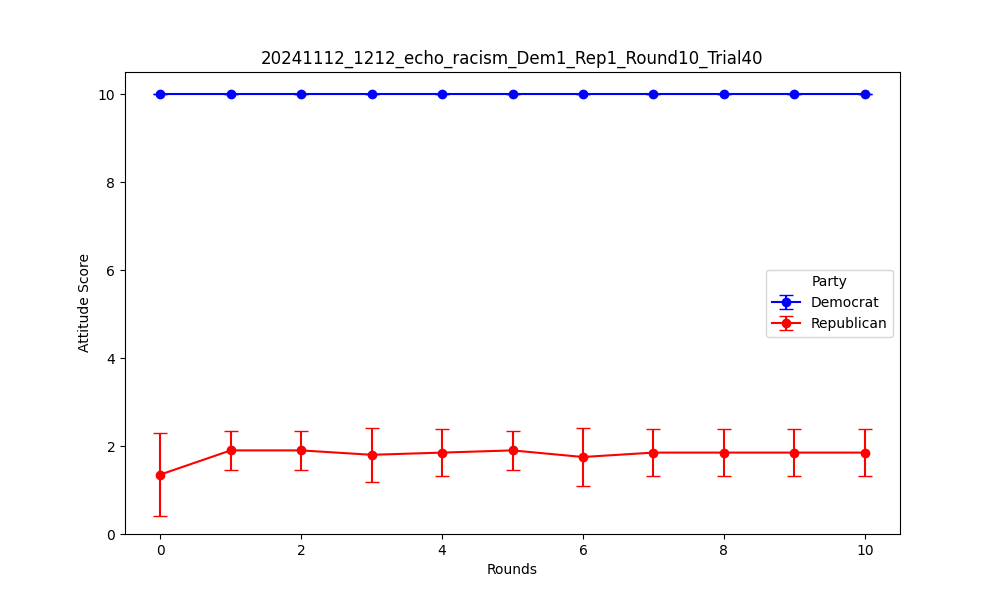 20241112_1212_echo_racism_Dem1_Rep1_Round10_Trial40
Attitude Score
10
8
6
4
2
0
Party
Democrat
Republican
0 2 4 6 8 10
Rounds